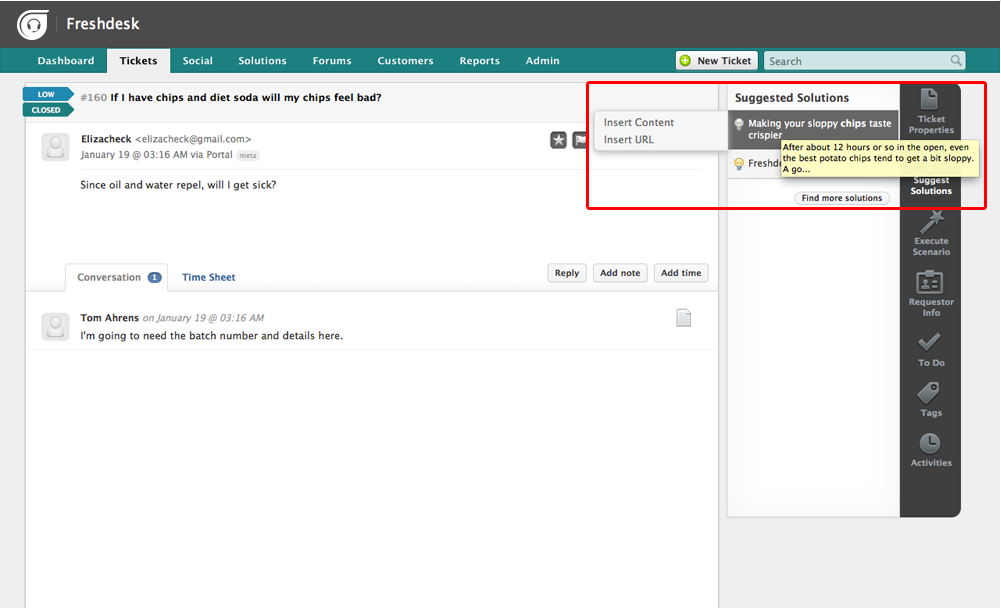 Freshdesk
Dashboard Tickets Social Solutions Forums Customers Reports Admin
New Ticket
Search
LOW
CLOSED
#160 If I have chips and diet soda will my chips feel bad?
Elizacheck <elizacheck@gmail.com>
January 19 @ 03:16 AM via Portal meta
Since oil and water repel, will I get sick?
Insert Content
Insert URL
Suggested Solutions
Making your sloppy chips taste
crispier
After about 12 hours or so in the open, even
the best potato chips tend to get a bit sloppy.
A go...
Find more solutions
Ticket
Properties
Suggest
Solutions
Execute
Scenario
Requestor
Info
To Do
Tags
Activities
Conversation 1 Time Sheet
Reply Add note Add time
Tom Ahrens on January 19 @ 03:16 AM
I'm going to need the batch number and details here.